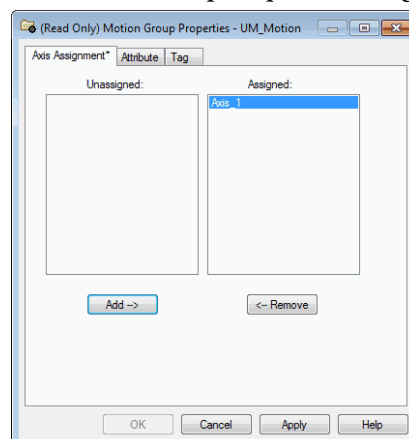 (Read Only) Motion Group Properties - UM_Motion
Axis Assignment* Attribute Tag
Unassigned: Assigned:
Axis_1
Add --> <-- Remove
OK Cancel Apply Help